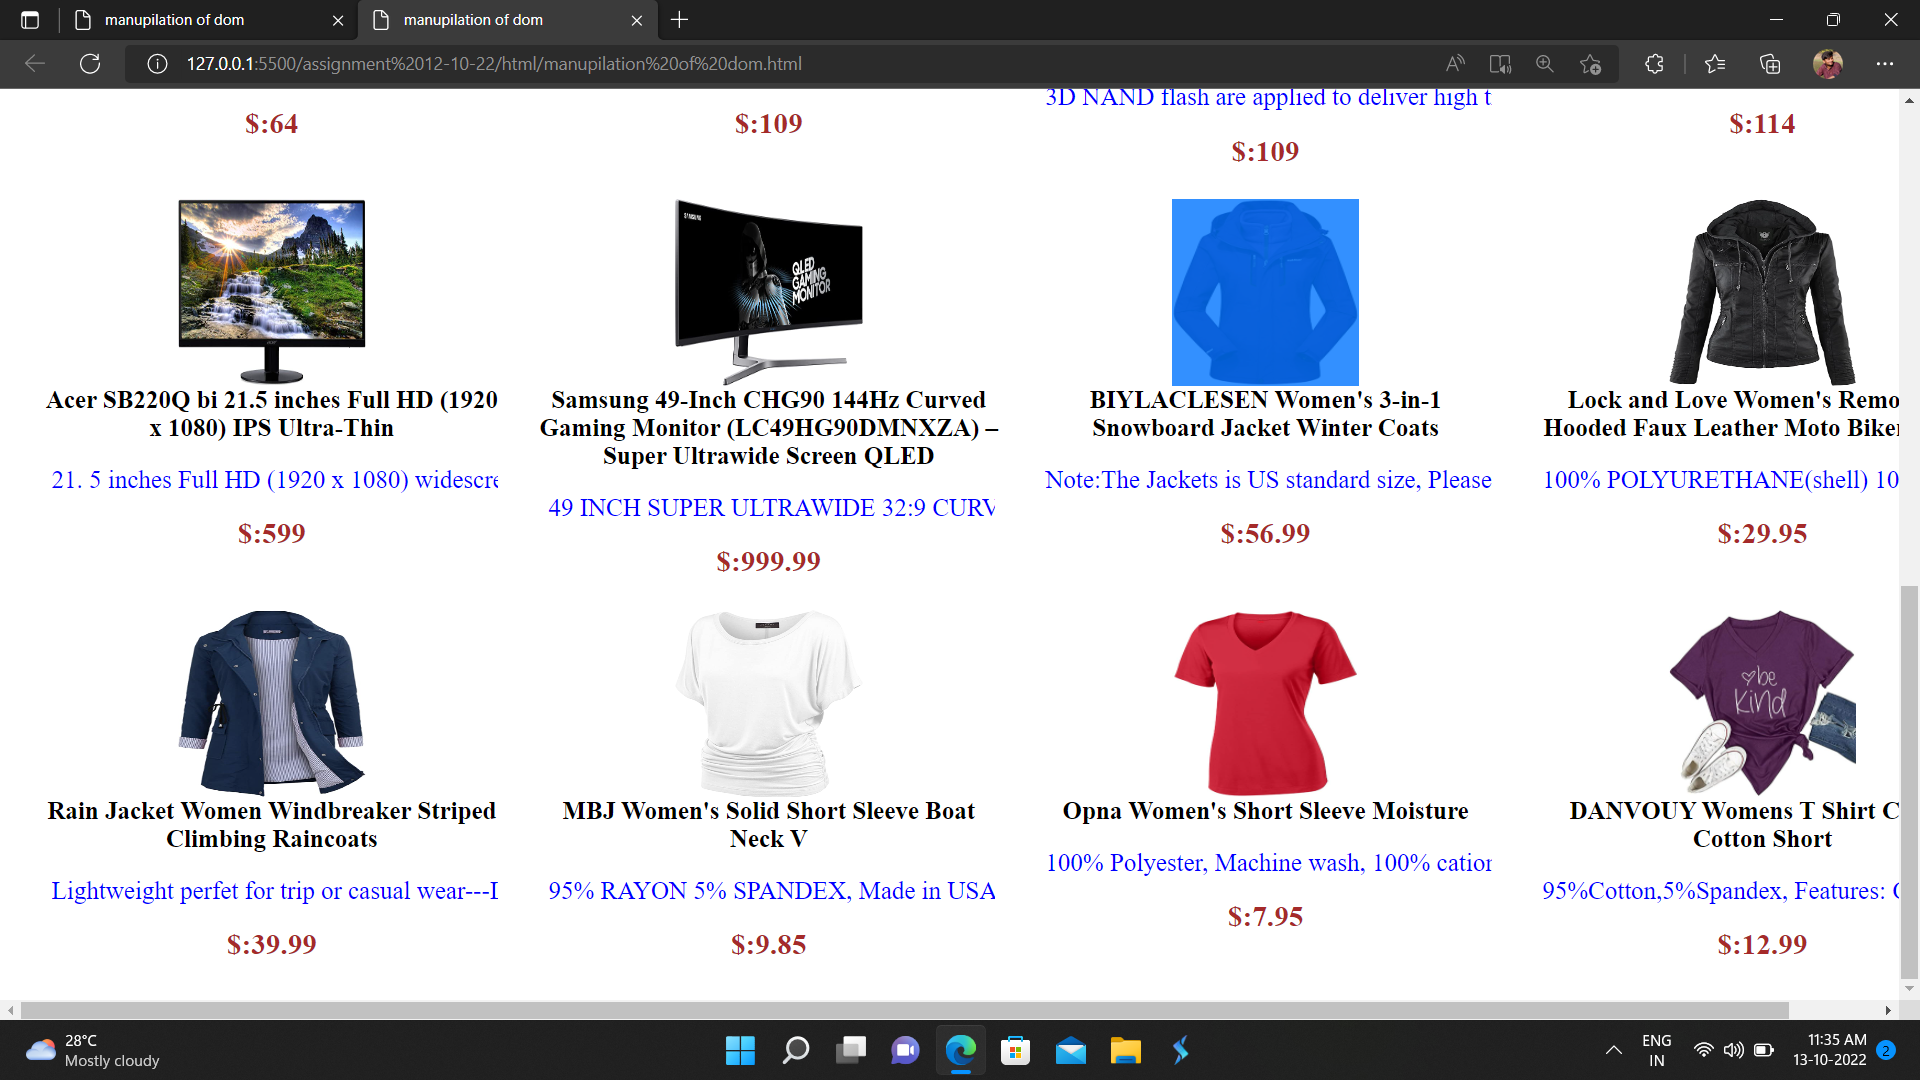 manupilation of dom
manupilation of dom
127.0.0.1:5500/assignment%2012-10-22/html/manupilation%20of%20dom.html
3D NAND flash are applied to deliver high t
$:64
$:109
$:109
$:114
SAMSUNG
QLED
GAMING
MONITOR
acer
Acer SB220Q bi 21.5 inches Full HD (1920
x 1080) IPS Ultra-Thin
21. 5 inches Full HD (1920 x 1080) widescre
$:599
Samsung 49-Inch CHG90 144Hz Curved
Gaming Monitor (LC49HG90DMNXZA) –
Super Ultrawide Screen QLED
49 INCH SUPER ULTRAWIDE 32:9 CURV
$:999.99
BIYLACLESEN Women's 3-in-1
Snowboard Jacket Winter Coats
Note:The Jackets is US standard size, Please
$:56.99
Lock and Love Women's Remo
Hooded Faux Leather Moto Biker
100% POLYURETHANE(shell) 10
$:29.95
Rain Jacket Women Windbreaker Striped
Climbing Raincoats
Lightweight perfet for trip or casual wear---L
$:39.99
MBJ Women's Solid Short Sleeve Boat
Neck V
95% RAYON 5% SPANDEX, Made in USA
$:9.85
Opna Women's Short Sleeve Moisture
100% Polyester, Machine wash, 100% cation
$:7.95
be
kind
DANVOUY Womens T Shirt C
Cotton Short
95%Cotton,5%Spandex, Features: C
$:12.99
28°C
Mostly cloudy
ENG
IN
11:35 AM
13-10-2022
2